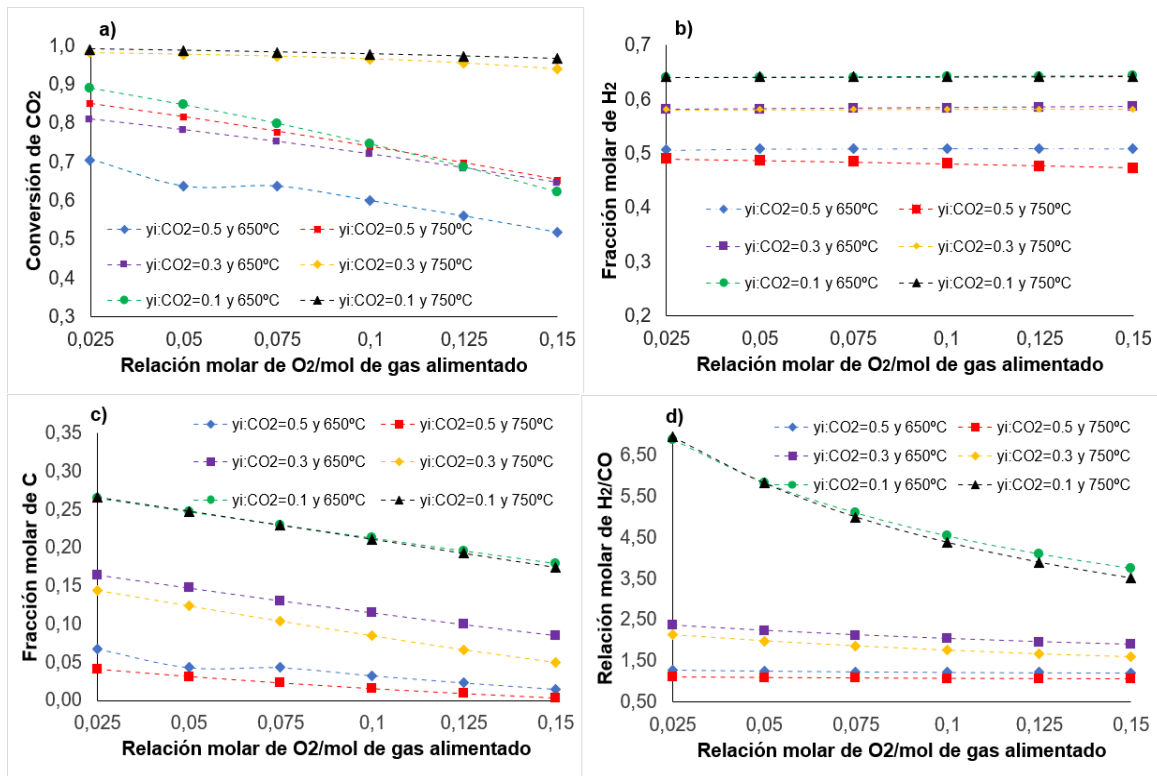 a)
Conversión de CO2
1,0
0,9
0,8
0,7
0,6
0,5
0,4
0,3
yi:CO2=0.5 y 650ºC
yi:CO2=0.5 y 750ºC
yi:CO2=0.3 y 650ºC
yi:CO2=0.3 y 750ºC
yi:CO2=0.1 y 650ºC
yi:CO2=0.1 y 750ºC
0,025 0,05 0,075 0,1 0,125 0,15
Relación molar de O2/mol de gas alimentado
b)
Fracción molar de H2
0,7
0,6
0,5
0,4
0,3
0,2
yi:CO2=0.5 y 650ºC
yi:CO2=0.5 y 750ºC
yi:CO2=0.3 y 650ºC
yi:CO2=0.3 y 750ºC
yi:CO2=0.1 y 650ºC
yi:CO2=0.1 y 750ºC
0,025 0,05 0,075 0,1 0,125 0,15
Relación molar de O2/mol de gas alimentado
c)
Fracción molar de C
0,35
0,30
0,25
0,20
0,15
0,10
0,05
0,00
yi:CO2=0.5 y 650ºC
yi:CO2=0.5 y 750ºC
yi:CO2=0.3 y 650ºC
yi:CO2=0.3 y 750ºC
yi:CO2=0.1 y 650ºC
yi:CO2=0.1 y 750ºC
0,025 0,05 0,075 0,1 0,125 0,15
Relación molar de O2/mol de gas alimentado
d)
Relación molar de H2/CO
6,50
5,50
4,50
3,50
2,50
1,50
0,50
yi:CO2=0.5 y 650ºC
yi:CO2=0.5 y 750ºC
yi:CO2=0.3 y 650ºC
yi:CO2=0.3 y 750ºC
yi:CO2=0.1 y 650ºC
yi:CO2=0.1 y 750ºC
0,025 0,05 0,075 0,1 0,125 0,15
Relación molar de O2/mol de gas alimentado